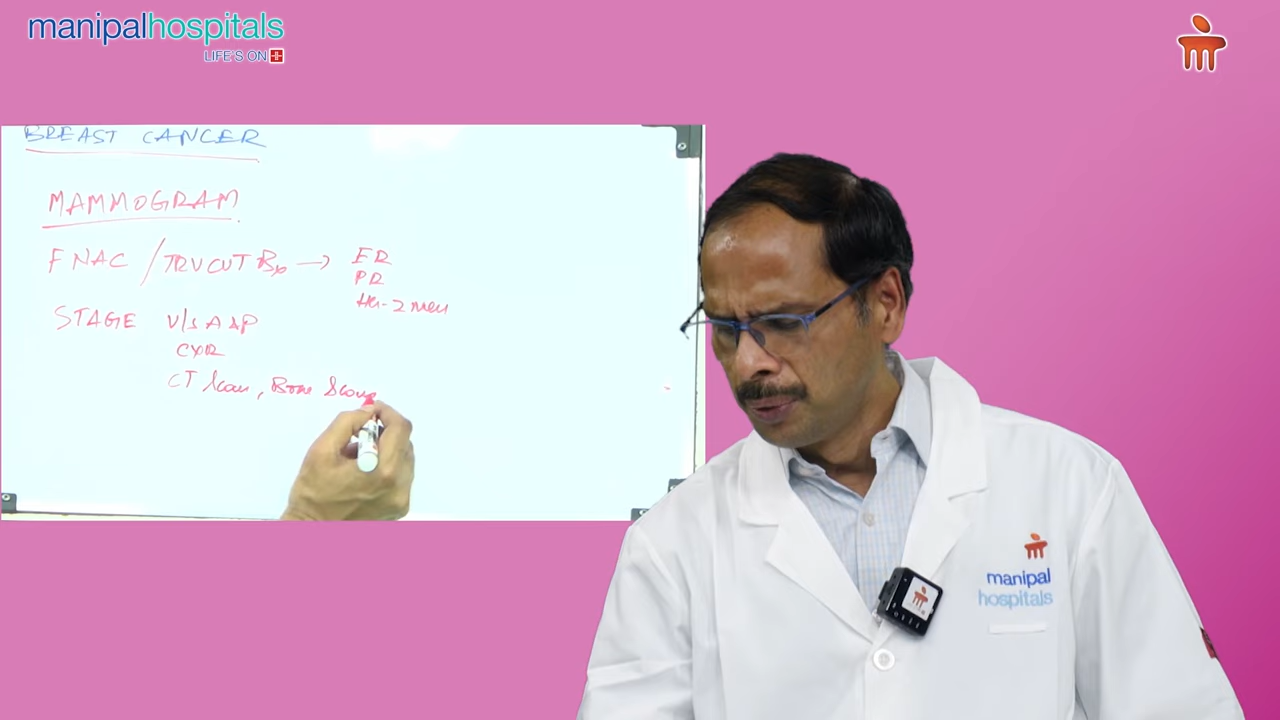 manipalhospitals
LIFE'S ON
BREAST CANCER
MAMMOGRAM
FNAC / TRUCUT Bx → ER
PR
Her-2 neu
STAGE U/S A & P
CXR
CT Scan, Bone Scan
manipal
hospitals